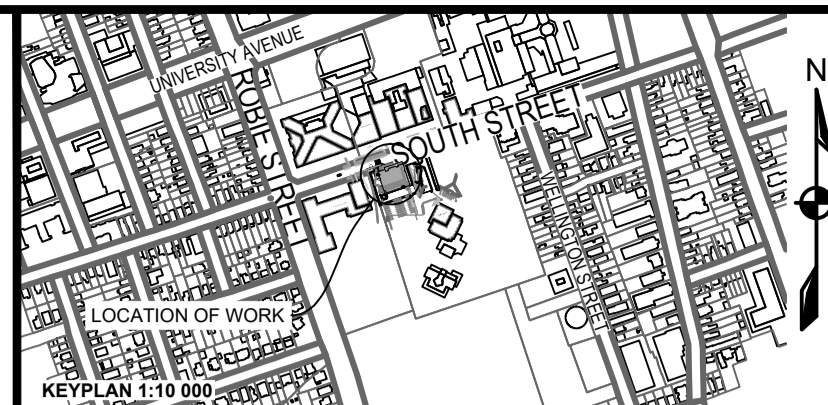 UNIVERSITY AVENUE
N
ROBIE STREET
SOUTH STREET
WELLINGTON STREET
LOCATION OF WORK
KEYPLAN 1:10 000